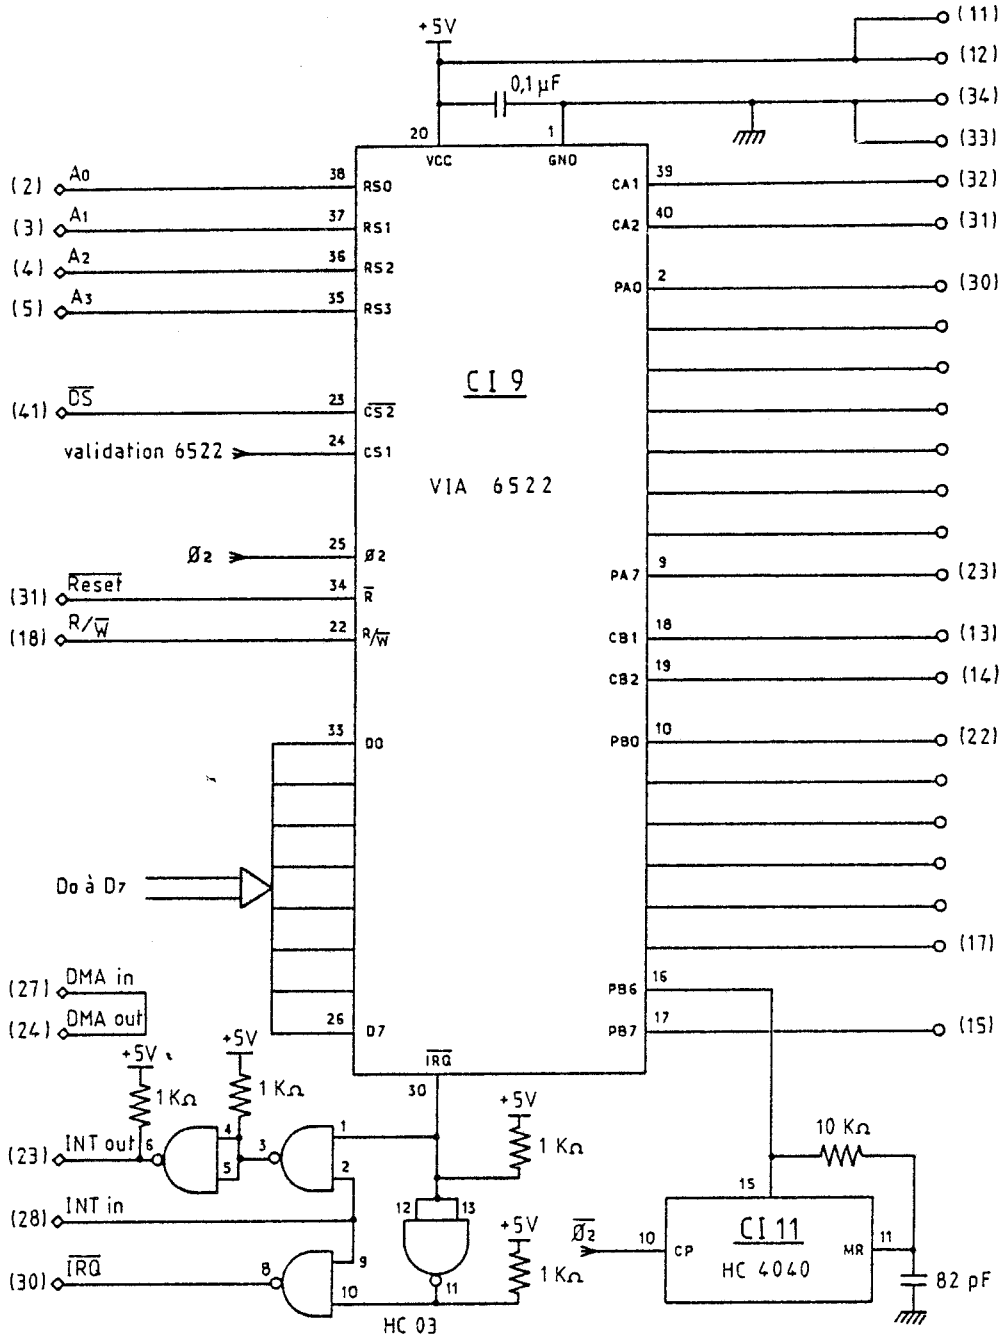 +5V
(11)
(12)
0,1 µF
(34)
20
1
(33)
VCC
GND
(2) A0 38 RS0
CA1 39 (32)
(3) A1 37 RS1
CA2 40 (31)
(4) A2 36 RS2
PA0 2 (30)
(5) A3 35 RS3
CI 9
(41) D̅S̅ 23 C̅S̅2̅
validation 6522 24 CS1
VIA 6522
Ø2 25 Ø2
PA7 9 (23)
(31) R̅e̅s̅e̅t̅ 34 R̅
(18) R/W̅ 22 R/W̅
CB1 18 (13)
CB2 19 (14)
33 D0
PB0 10 (22)
D0 à D7
(17)
(27) DMA in
PB6 16
(24) DMA out
26 D7
PB7 17 (15)
+5V
+5V
I̅R̅Q̅
30
1 KΩ
1 KΩ
+5V
1 KΩ
10 KΩ
(23) INT out 6
4
5
3
1
2
15
(28) INT in
12
13
+5V
Ø̅2̅ 10 CP
CI 11
HC 4040
MR 11
(30) I̅R̅Q̅ 8
9
10
11
1 KΩ
82 pF
HC 03